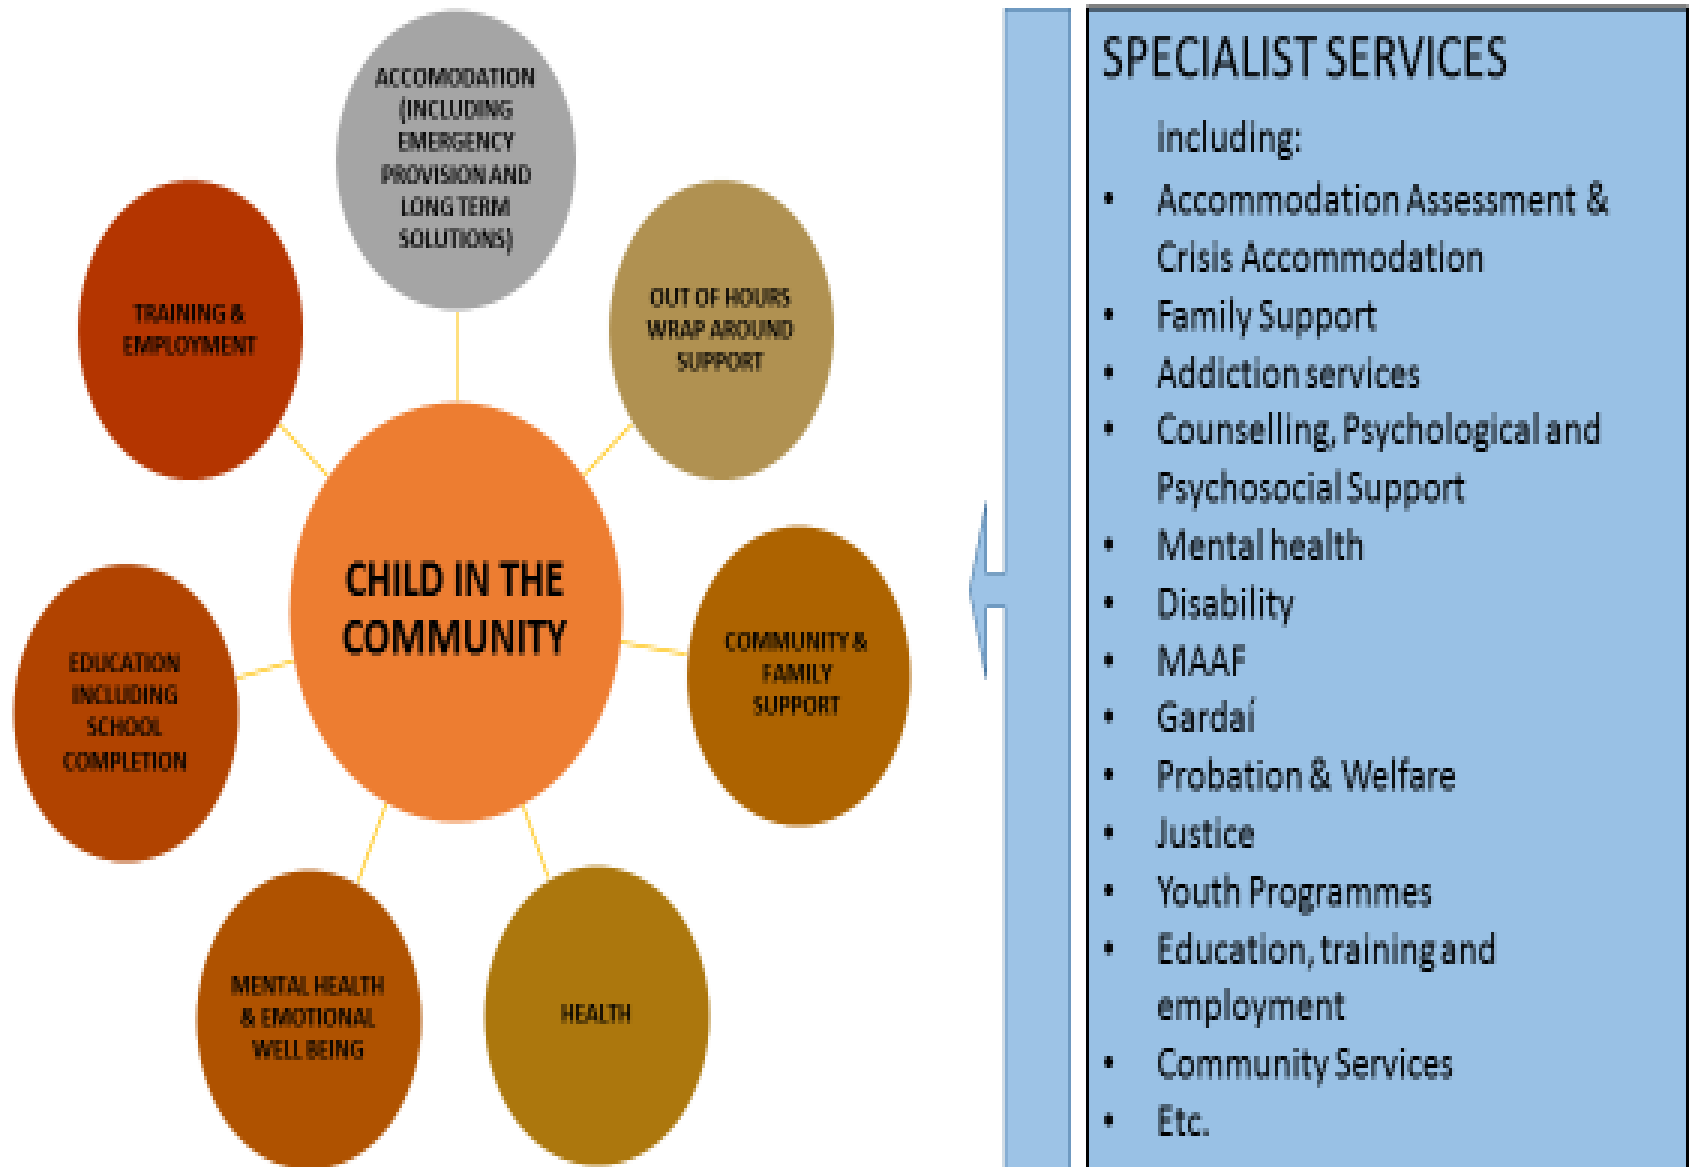 ACCOMODATION
(INCLUDING
EMERGENCY
PROVISION AND
LONG TERM
SOLUTIONS)
OUT OF HOURS
WRAP AROUND
SUPPORT
COMMUNITY &
FAMILY
SUPPORT
HEALTH
MENTAL HEALTH
& EMOTIONAL
WELL BEING
EDUCATION
INCLUDING
SCHOOL
COMPLETION
TRAINING &
EMPLOYMENT
CHILD IN THE
COMMUNITY
SPECIALIST SERVICES
including:
• Accommodation Assessment &
Crisis Accommodation
• Family Support
• Addiction services
• Counselling, Psychological and
Psychosocial Support
• Mental health
• Disability
• MAAF
• Gardaí
• Probation & Welfare
• Justice
• Youth Programmes
• Education, training and
employment
• Community Services
• Etc.